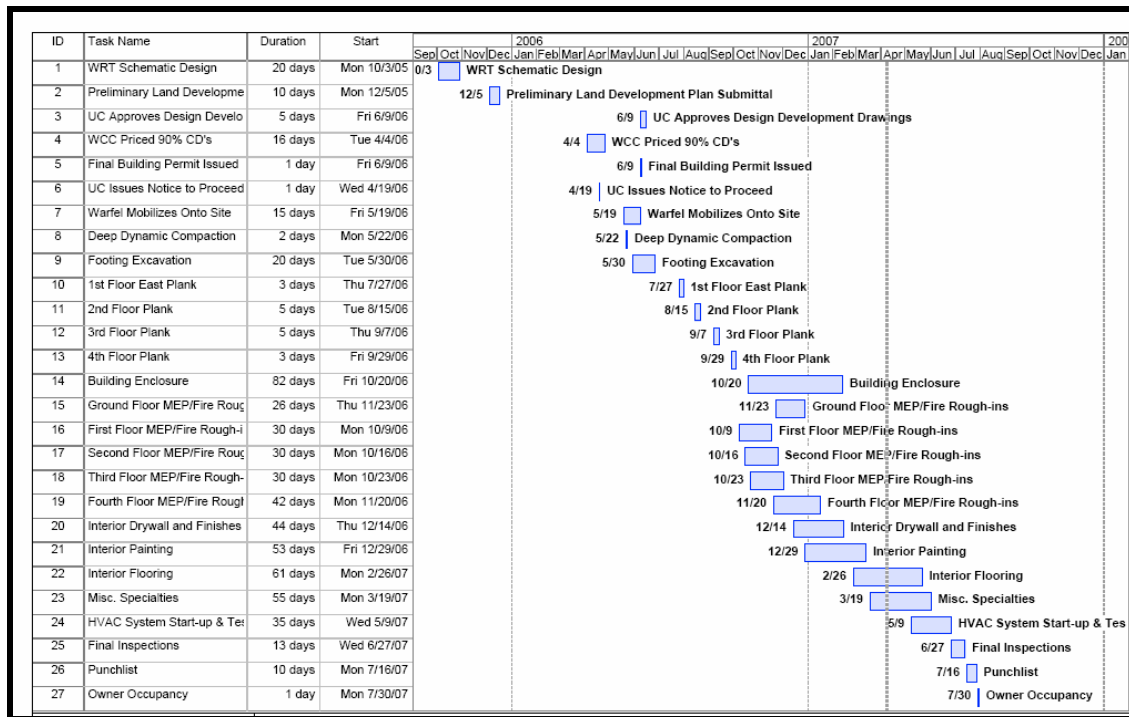 ID Task Name Duration Start 2006 2007 200
Sep Oct Nov Dec Jan Feb Mar Apr May Jun Jul Aug Sep Oct Nov Dec Jan Feb Mar Apr May Jun Jul Aug Sep Oct Nov Dec Jan
1 WRT Schematic Design 20 days Mon 10/3/05 0/3 WRT Schematic Design
2 Preliminary Land Developme 10 days Mon 12/5/05 12/5 Preliminary Land Development Plan Submittal
3 UC Approves Design Develo 5 days Fri 6/9/06 6/9 UC Approves Design Development Drawings
4 WCC Priced 90% CD's 16 days Tue 4/4/06 4/4 WCC Priced 90% CD's
5 Final Building Permit Issued 1 day Fri 6/9/06 6/9 Final Building Permit Issued
6 UC Issues Notice to Proceed 1 day Wed 4/19/06 4/19 UC Issues Notice to Proceed
7 Warfel Mobilizes Onto Site 15 days Fri 5/19/06 5/19 Warfel Mobilizes Onto Site
8 Deep Dynamic Compaction 2 days Mon 5/22/06 5/22 Deep Dynamic Compaction
9 Footing Excavation 20 days Tue 5/30/06 5/30 Footing Excavation
10 1st Floor East Plank 3 days Thu 7/27/06 7/27 1st Floor East Plank
11 2nd Floor Plank 5 days Tue 8/15/06 8/15 2nd Floor Plank
12 3rd Floor Plank 5 days Thu 9/7/06 9/7 3rd Floor Plank
13 4th Floor Plank 3 days Fri 9/29/06 9/29 4th Floor Plank
14 Building Enclosure 82 days Fri 10/20/06 10/20 Building Enclosure
15 Ground Floor MEP/Fire Roug 26 days Thu 11/23/06 11/23 Ground Floor MEP/Fire Rough-ins
16 First Floor MEP/Fire Rough-i 30 days Mon 10/9/06 10/9 First Floor MEP/Fire Rough-ins
17 Second Floor MEP/Fire Roug 30 days Mon 10/16/06 10/16 Second Floor MEP/Fire Rough-ins
18 Third Floor MEP/Fire Rough- 30 days Mon 10/23/06 10/23 Third Floor MEP/Fire Rough-ins
19 Fourth Floor MEP/Fire Rough 42 days Mon 11/20/06 11/20 Fourth Floor MEP/Fire Rough-ins
20 Interior Drywall and Finishes 44 days Thu 12/14/06 12/14 Interior Drywall and Finishes
21 Interior Painting 53 days Fri 12/29/06 12/29 Interior Painting
22 Interior Flooring 61 days Mon 2/26/07 2/26 Interior Flooring
23 Misc. Specialties 55 days Mon 3/19/07 3/19 Misc. Specialties
24 HVAC System Start-up & Tes 35 days Wed 5/9/07 5/9 HVAC System Start-up & Tes
25 Final Inspections 13 days Wed 6/27/07 6/27 Final Inspections
26 Punchlist 10 days Mon 7/16/07 7/16 Punchlist
27 Owner Occupancy 1 day Mon 7/30/07 7/30 Owner Occupancy